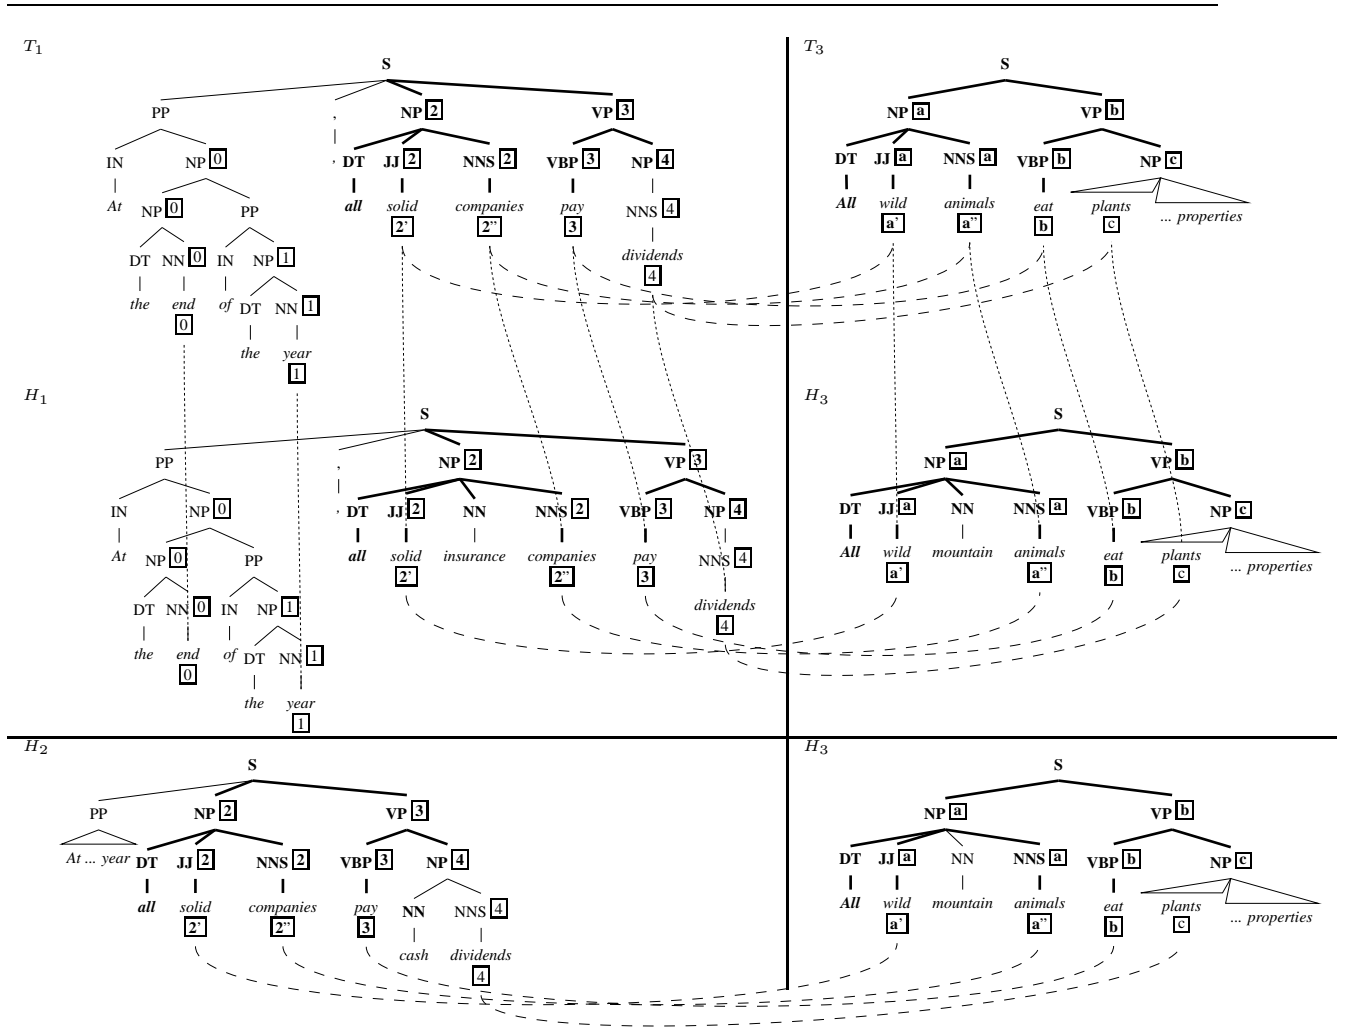 T1 T3
S S
PP , NP 2 VP 3 NP a VP b
IN NP 0 , DT JJ 2 NNS 2 VBP 3 NP 4 DT JJ a NNS a VBP b NP c
At NP 0 PP all solid companies pay NNS 4 All wild animals eat plants ... properties
2' 2" 3 a' a" b c
DT NN 0 IN NP 1 dividends
4
the end of DT NN 1
0
the year
1
H1 H3
S S
PP , NP 2 VP 3 NP a VP b
IN NP 0 , DT JJ 2 NN NNS 2 VBP 3 NP 4 DT JJ a NN NNS a VBP b NP c
At NP 0 PP all solid insurance companies pay NNS 4 All wild mountain animals eat plants ... properties
2' 2" 3 a' a" b c
DT NN 0 IN NP 1 dividends
4
the end of DT NN 1
0
the year
1
H2 H3
S S
PP NP 2 VP 3 NP a VP b
At ... year DT JJ 2 NNS 2 VBP 3 NP 4 DT JJ a NN NNS a VBP b NP c
all solid companies pay NN NNS 4 All wild mountain animals eat plants ... properties
2' 2" 3 a' a" b c
cash dividends
4